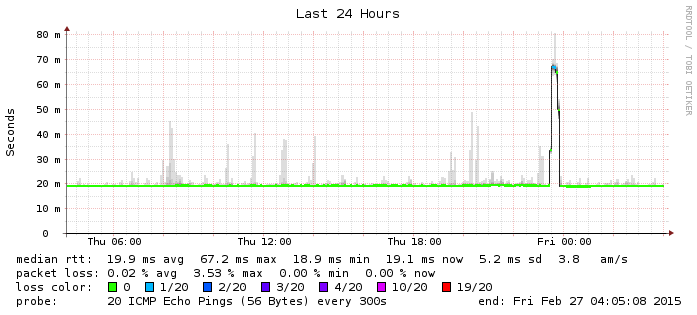 Last 24 Hours
RRDTOOL / TOBI OETIKER
80 m
70 m
60 m
50 m
40 m
30 m
20 m
10 m
0
Seconds
Thu 06:00 Thu 12:00 Thu 18:00 Fri 00:00
median rtt: 19.9 ms avg 67.2 ms max 18.9 ms min 19.1 ms now 5.2 ms sd 3.8 am/s
packet loss: 0.02 % avg 3.53 % max 0.00 % min 0.00 % now
loss color: 0 1/20 2/20 3/20 4/20 10/20 19/20
probe: 20 ICMP Echo Pings (56 Bytes) every 300s end: Fri Feb 27 04:05:08 2015